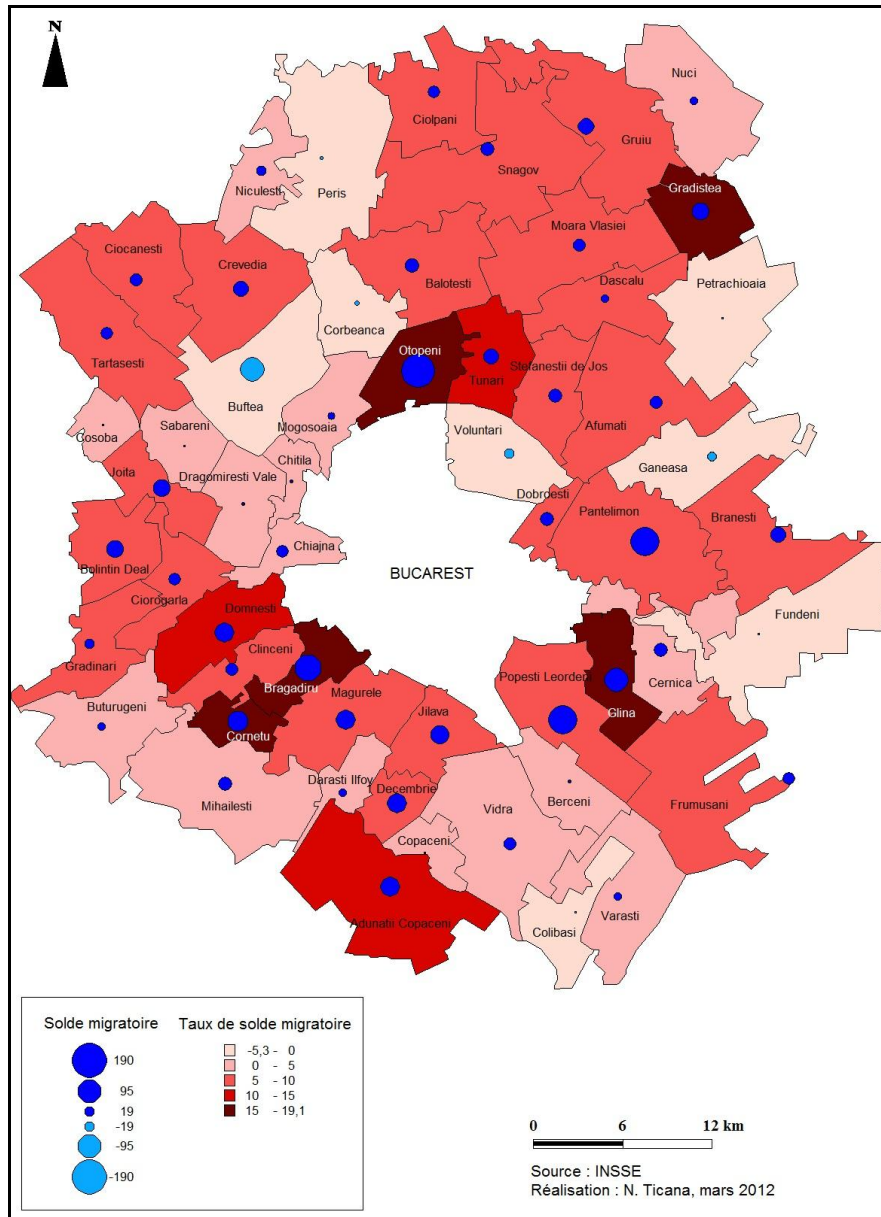 N
Nuci
Ciolpani
Gruiu
Snagov
Niculesti
Peris
Gradistea
Moara Vlasiei
Ciocanesti
Crevedia
Balotesti
Dascalu
Petrachioaia
Corbeanca
Otopeni
Tartasesti
Tunari
Stefanestii de Jos
Buftea
Mogosoaia
Afumati
Cosoba
Sabareni
Voluntari
Chitila
Ganeasa
Joita
Dragomiresti Vale
Dobroesti
Pantelimon
Branesti
Chiajna
Bolintin Deal
BUCAREST
Ciorogarla
Domnesti
Fundeni
Clinceni
Gradinari
Bragadiru
Magurele
Popesti Leordeni
Cernica
Buturugeni
Cornetu
Jilava
Glina
Darasti Ilfov
Decembrie
Mihailesti
Berceni
Frumusani
Vidra
Copaceni
Adunatii Copaceni
Colibasi
Varasti
Solde migratoire
190
95
19
-19
-95
-190
Taux de solde migratoire
-5,3 - 0
0 - 5
5 - 10
10 - 15
15 - 19,1
0 6 12 km
Source : INSSE
Réalisation : N. Ticana, mars 2012